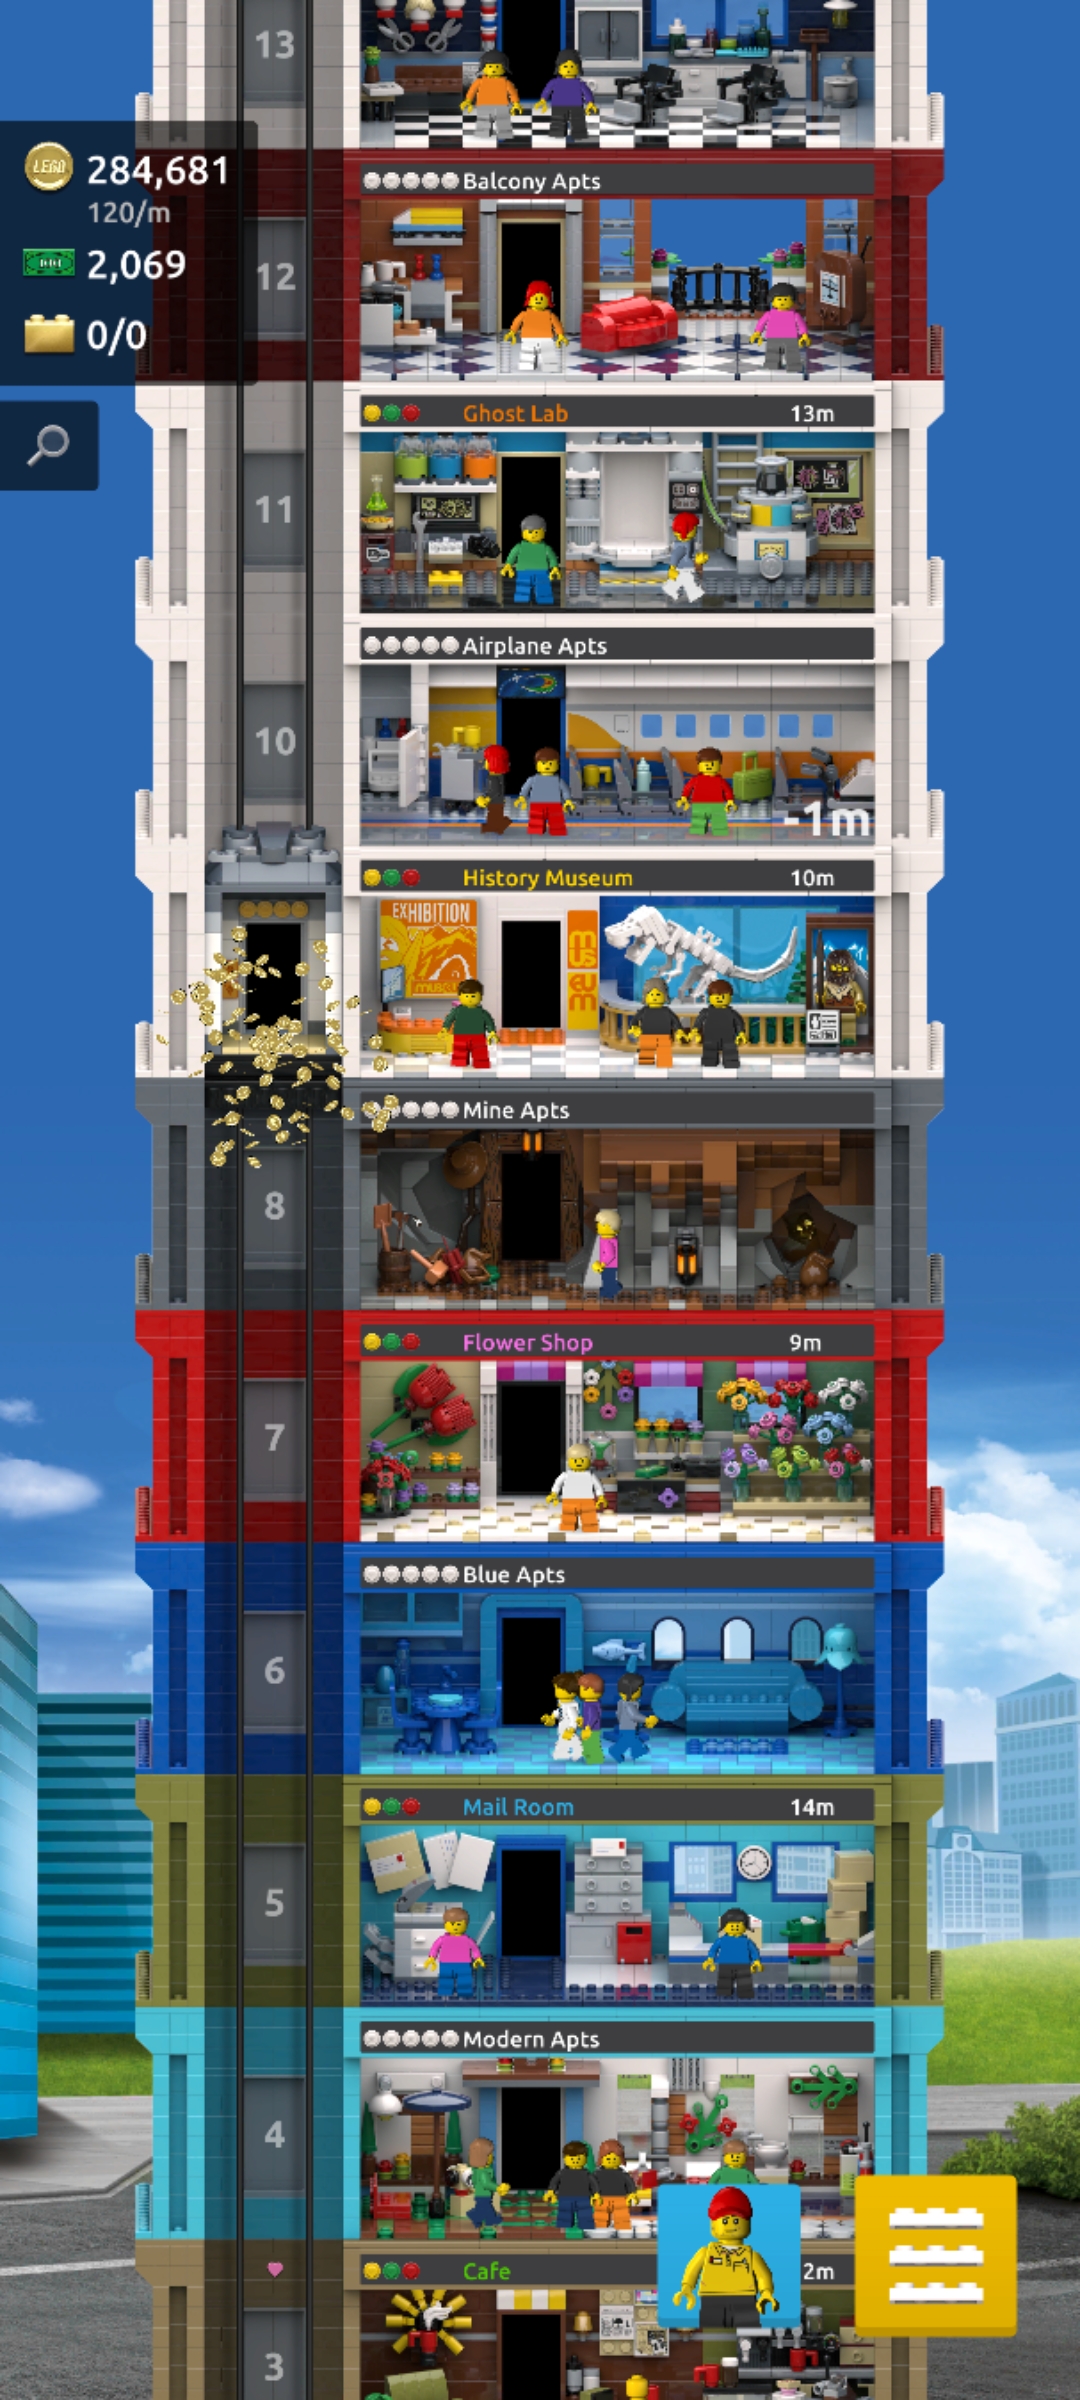 13
LEGO
284,681
120/m
2,069
0/0
Balcony Apts
12
Ghost Lab 13m
11
Airplane Apts
10
-1m
History Museum 10m
EXHIBITION
museum
Mine Apts
8
Flower Shop 9m
7
Blue Apts
6
Mail Room 14m
5
Modern Apts
4
Cafe 2m
3